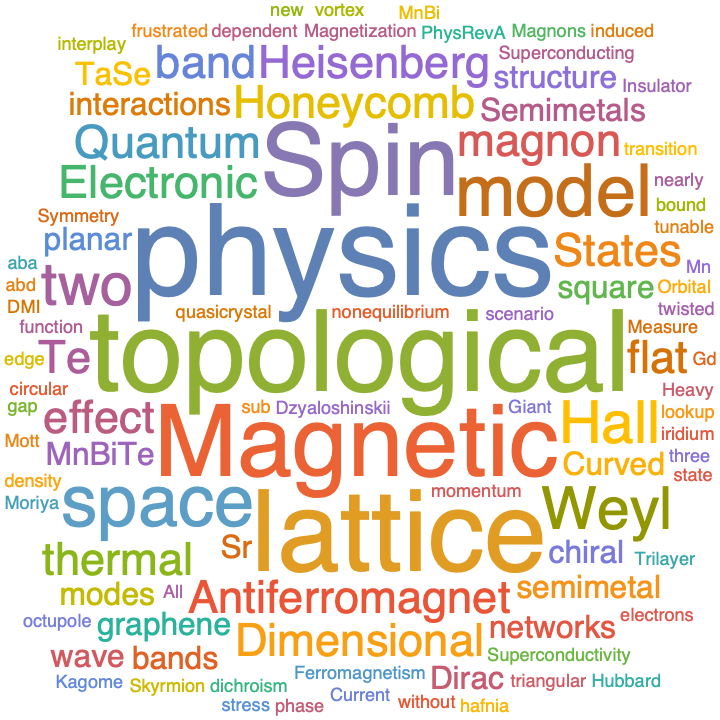 new vortex MnBi
frustrated dependent Magnetization PhysRevA Magnons induced
interplay Superconducting
TaSe band Heisenberg structure Insulator
interactions Honeycomb Semimetals
Quantum Spin magnon transition
Electronic model nearly
bound
Symmetry physics tunable
planar States
aba two square Mn
abd Orbital
DMI quasicrystal nonequilibrium scenario twisted
function topological Measure
edge Te flat Gd
circular Heavy
gap effect sub Dzyaloshinskii Giant Hall lookup
Mott Magnetic iridium
MnBiTe Curved three
density state
Moriya space lattice momentum Weyl
thermal Sr chiral Trilayer
modes All Antiferromagnet semimetal
octupole graphene Dimensional networks electrons
wave bands Superconductivity
Kagome Skyrmion dichroism Ferromagnetism Dirac triangular Hubbard
stress phase Current without hafnia